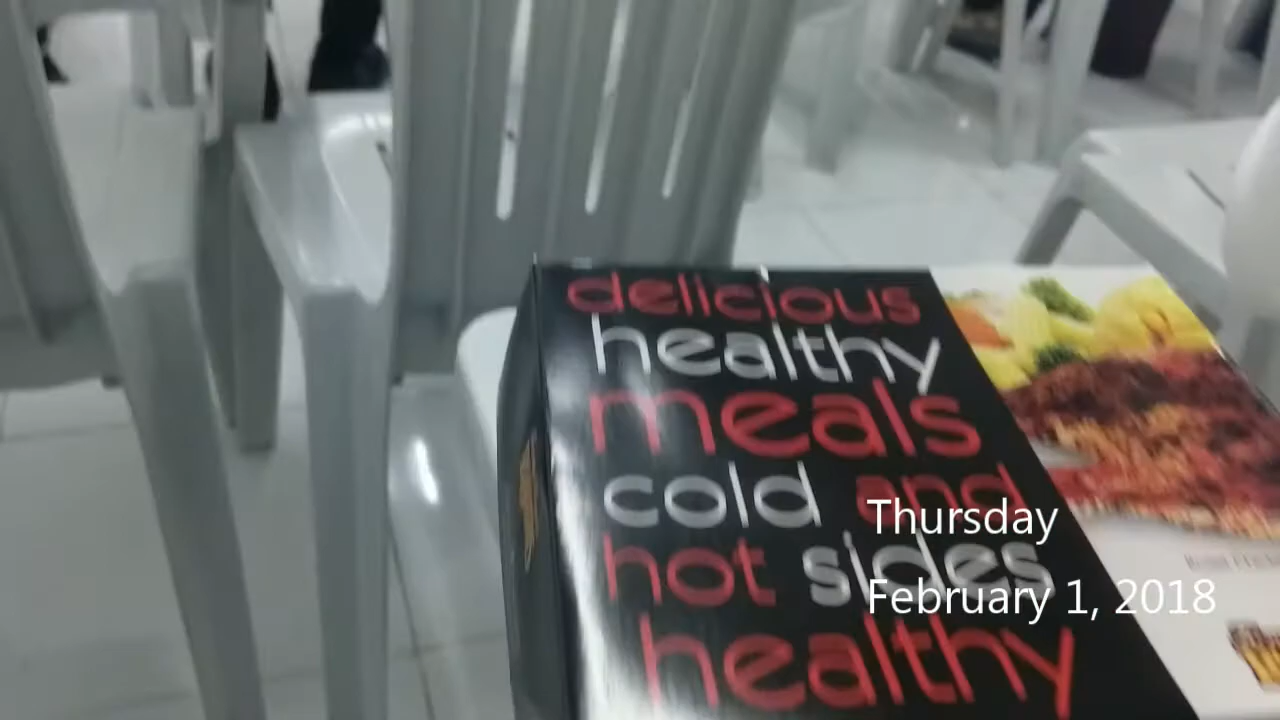 delicious
healthy
meals
cold and
hot sides
healthy
Thursday
February 1, 2018